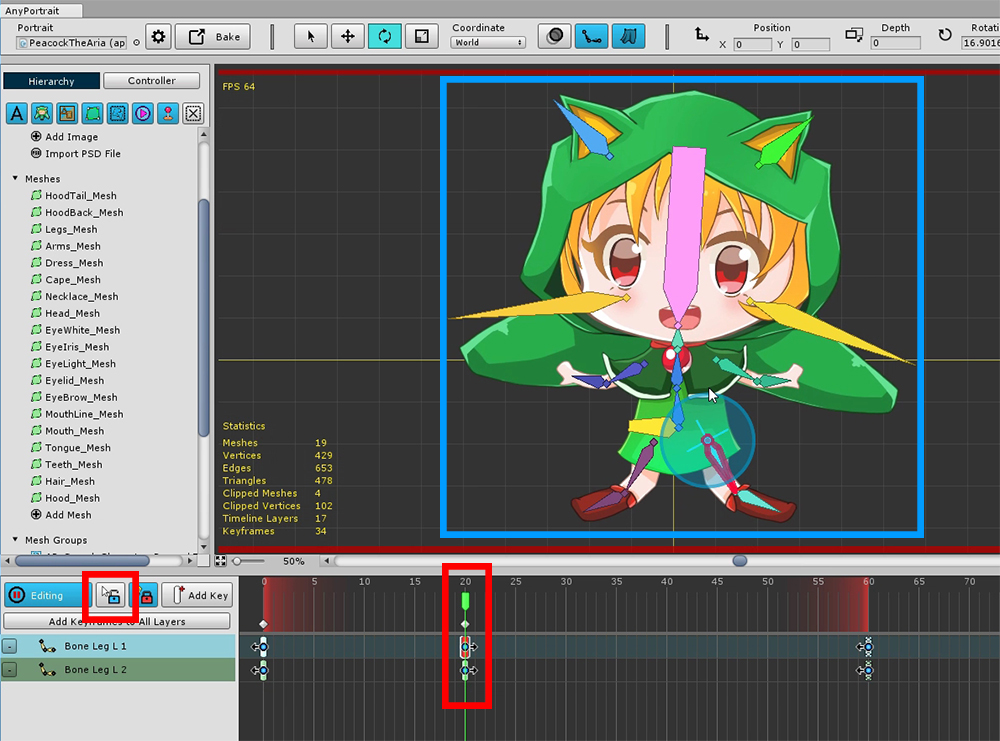 AnyPortrait
Portrait
PeacockTheAria (ap
Bake
Coordinate
World
Position
X 0 Y 0
Depth
0
Rotati
16.9016
Hierarchy
Controller
A
FPS 64
Add Image
Import PSD File
Meshes
HoodTail_Mesh
HoodBack_Mesh
Legs_Mesh
Arms_Mesh
Dress_Mesh
Cape_Mesh
Necklace_Mesh
Head_Mesh
EyeWhite_Mesh
EyeIris_Mesh
EyeLight_Mesh
Eyelid_Mesh
EyeBrow_Mesh
MouthLine_Mesh
Mouth_Mesh
Tongue_Mesh
Teeth_Mesh
Hair_Mesh
Hood_Mesh
Add Mesh
Mesh Groups
Statistics
Meshes 19
Vertices 429
Edges 653
Triangles 478
Clipped Meshes 4
Clipped Vertices 102
Timeline Layers 17
Keyframes 34
50%
Editing
Add Key
0 5 10 15 20 25 30 35 40 45 50 55 60 65 70
Add Keyframes to All Layers
Bone Leg L 1
Bone Leg L 2